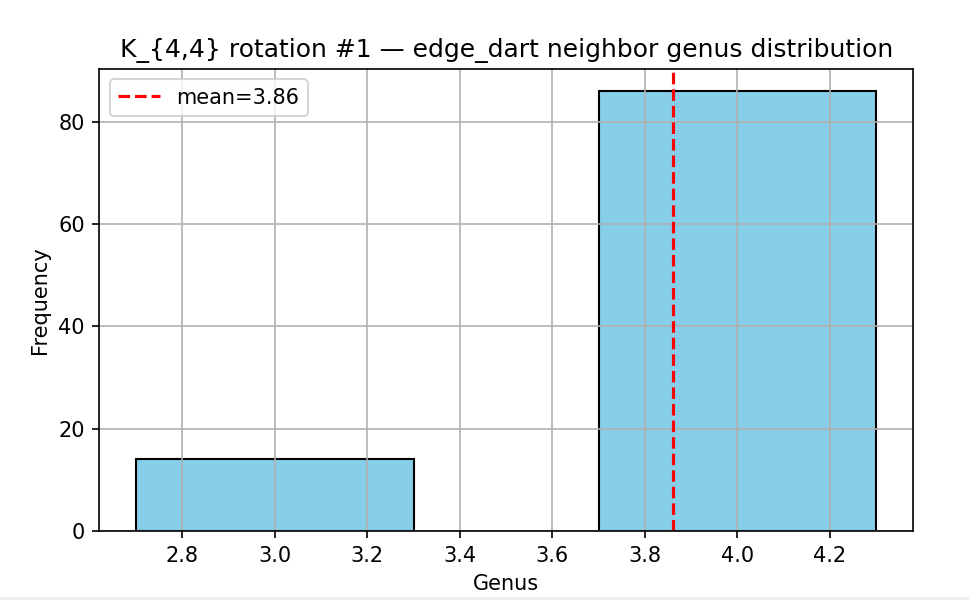 K_{4,4} rotation #1 — edge_dart neighbor genus distribution
mean=3.86
Frequency
80
60
40
20
0
2.8 3.0 3.2 3.4 3.6 3.8 4.0 4.2
Genus